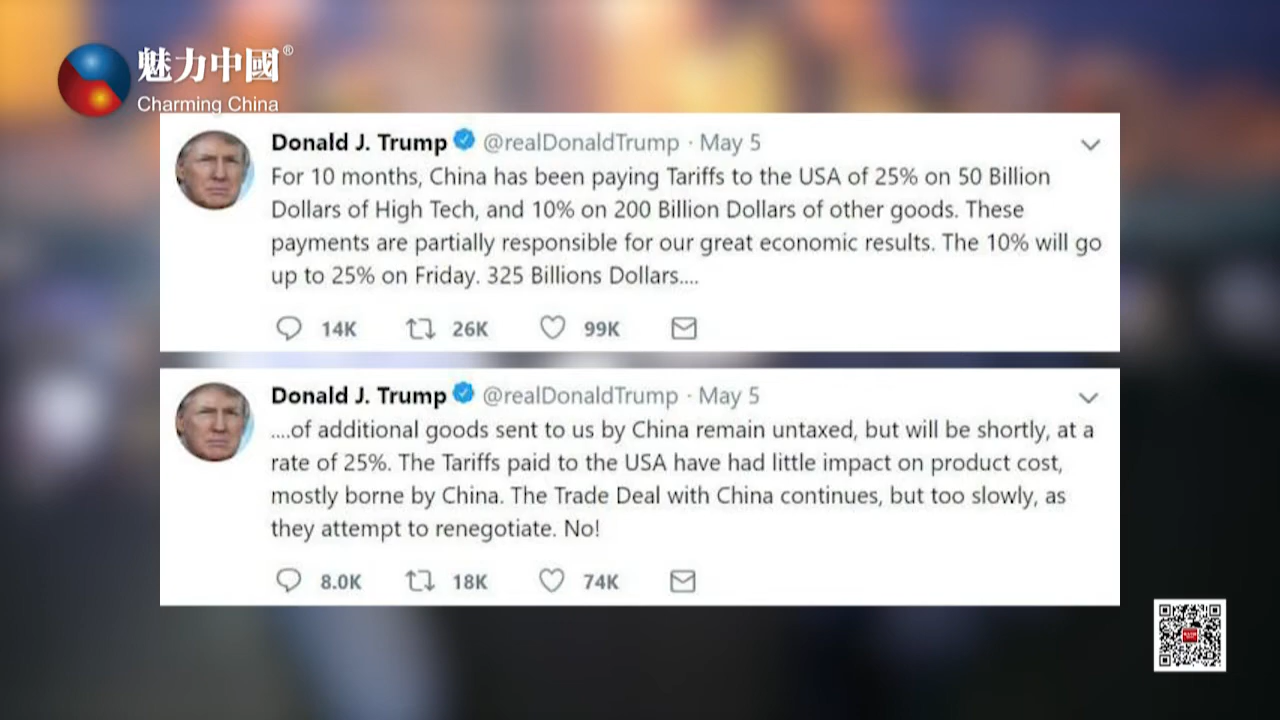 魅力中國®
Charming China
Donald J. Trump @realDonaldTrump · May 5
For 10 months, China has been paying Tariffs to the USA of 25% on 50 Billion
Dollars of High Tech, and 10% on 200 Billion Dollars of other goods. These
payments are partially responsible for our great economic results. The 10% will go
up to 25% on Friday. 325 Billions Dollars....
14K 26K 99K
Donald J. Trump @realDonaldTrump · May 5
....of additional goods sent to us by China remain untaxed, but will be shortly, at a
rate of 25%. The Tariffs paid to the USA have had little impact on product cost,
mostly borne by China. The Trade Deal with China continues, but too slowly, as
they attempt to renegotiate. No!
8.0K 18K 74K